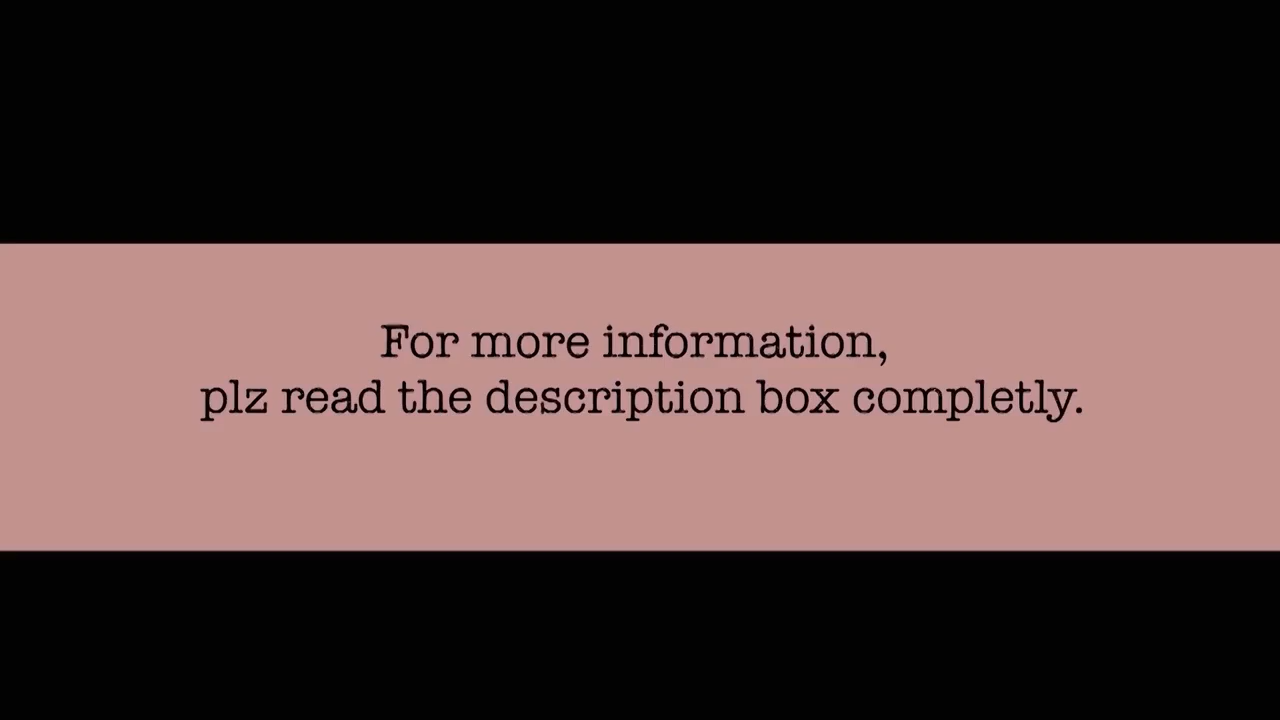 For more information,
plz read the description box completly.